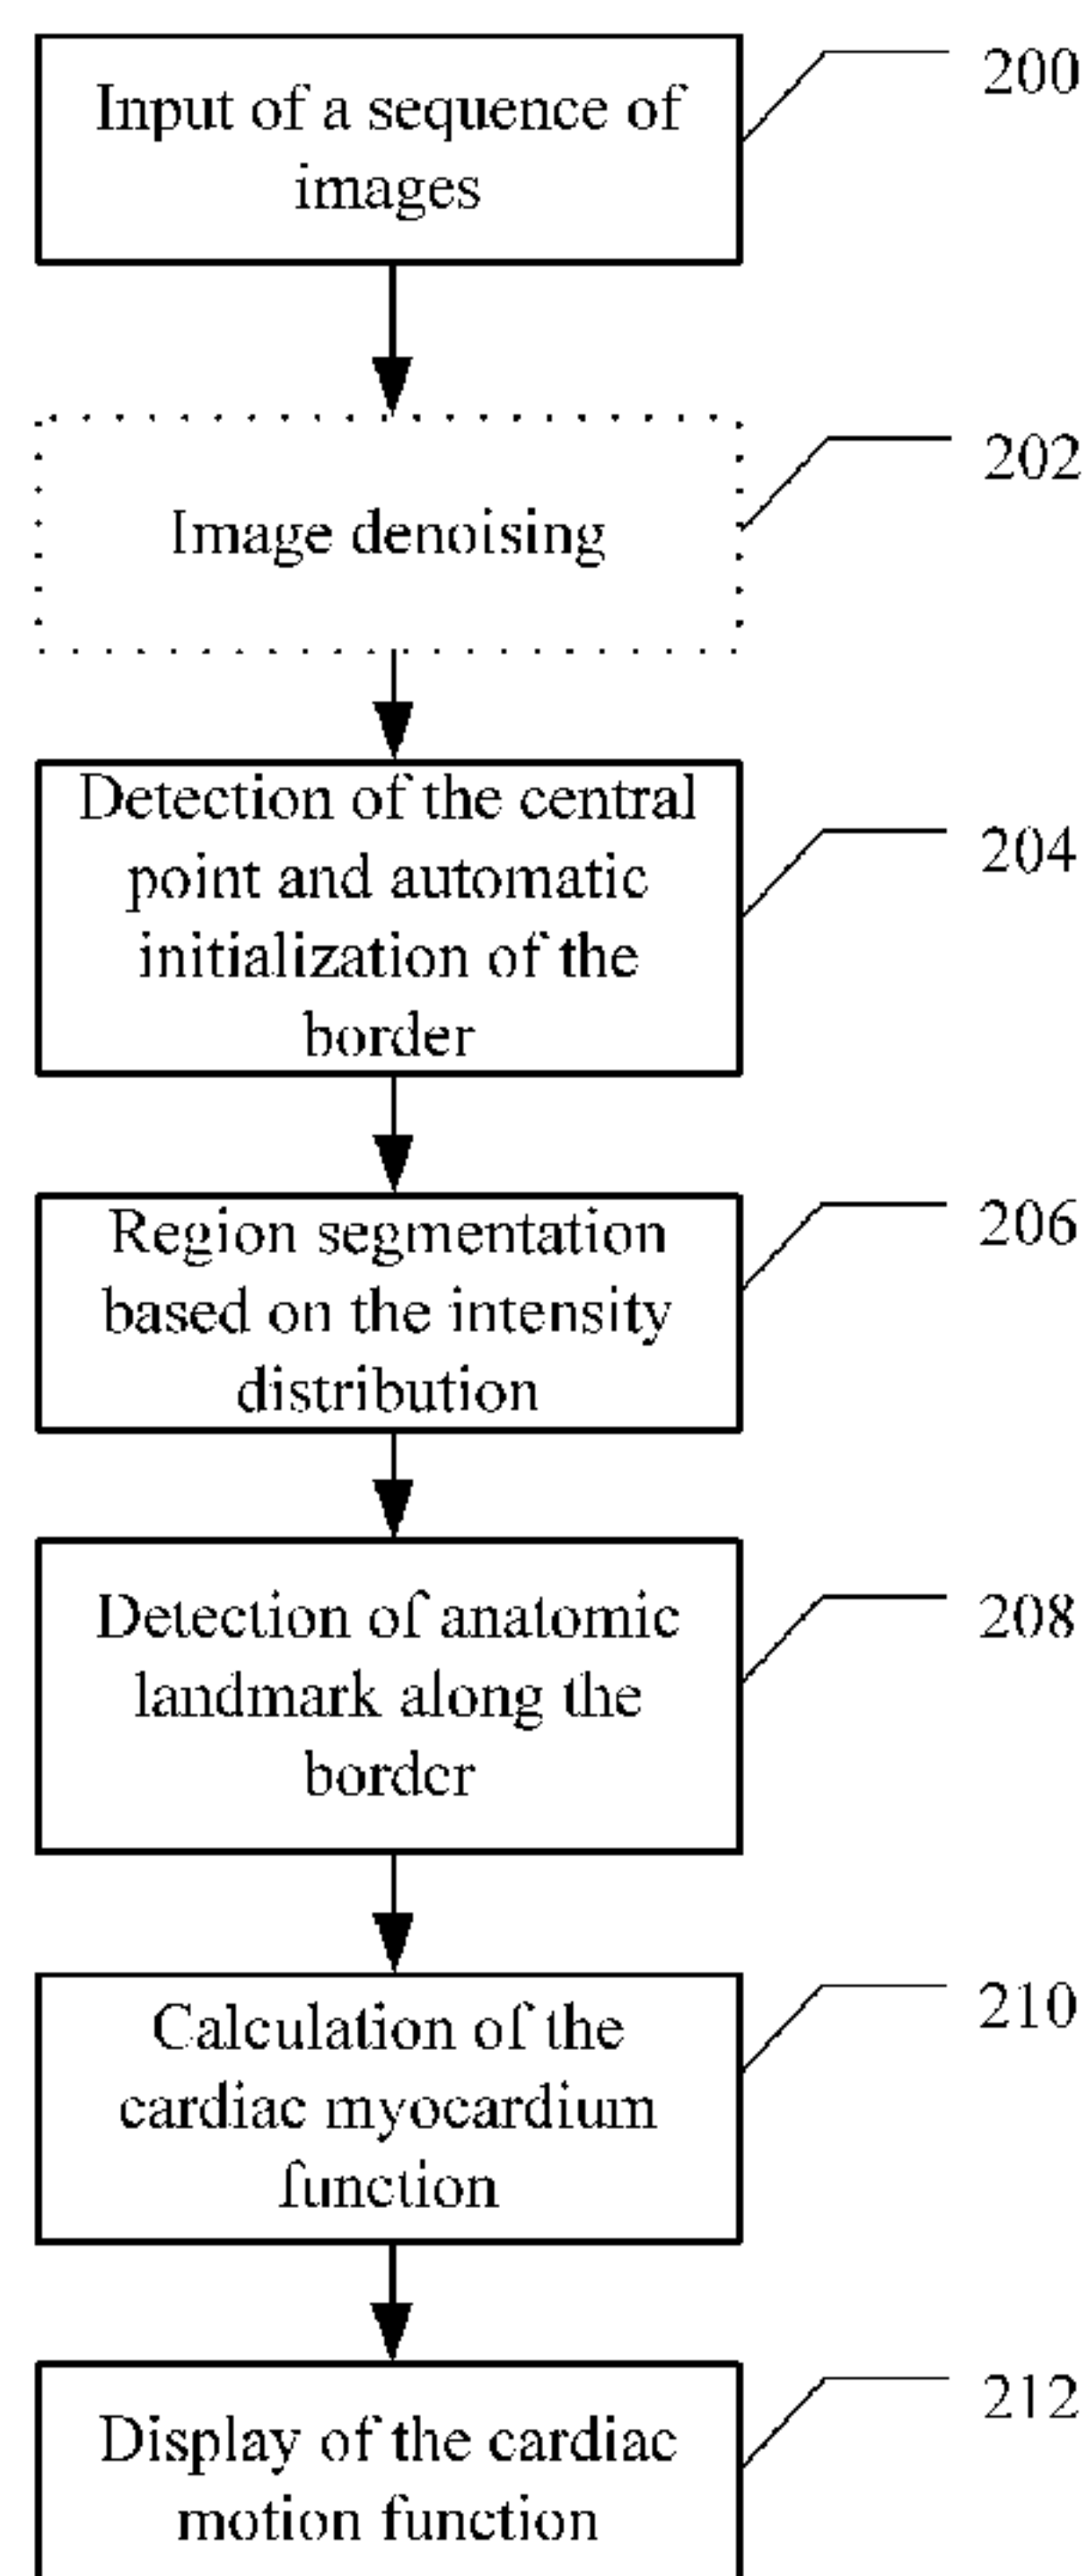 Input of a sequence of
images
200
Image denoising
202
Detection of the central
point and automatic
initialization of the
border
204
Region segmentation
based on the intensity
distribution
206
Detection of anatomic
landmark along the
border
208
Calculation of the
cardiac myocardium
function
210
Display of the cardiac
motion function
212